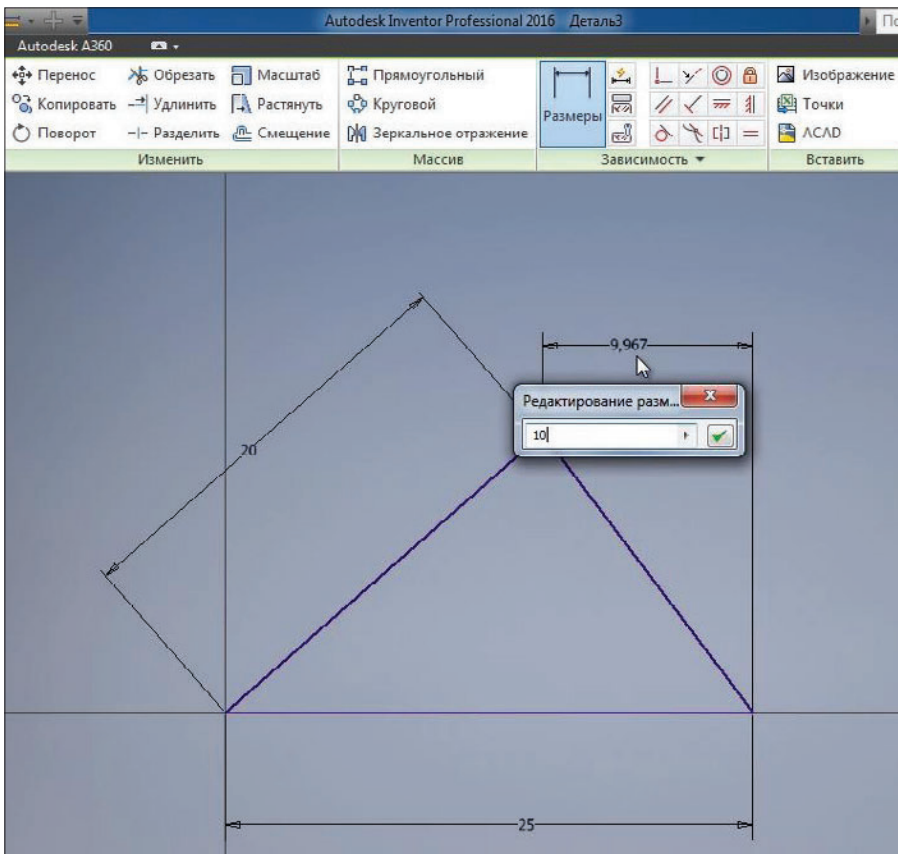 Autodesk Inventor Professional 2016 Деталь3
По
Autodesk A360
Перенос Обрезать Масштаб Прямоугольный Изображение
Копировать Удлинить Растянуть Круговой Размеры Точки
Поворот Разделить Смещение Зеркальное отражение ACAD
Изменить Массив Зависимость Вставить
9,967
Редактирование разм...
10
20
25